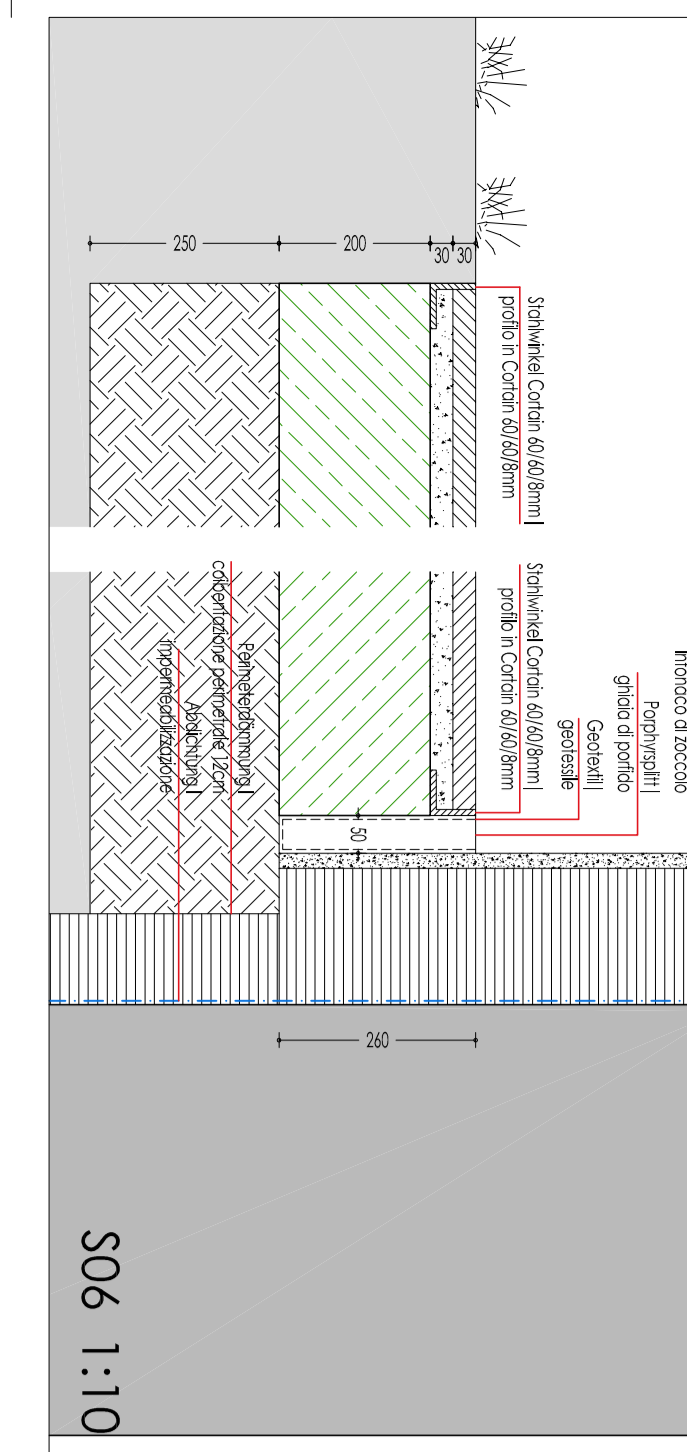 Intonaco di zoccolo
Porphyrsplitt |
ghiaia di porfido
Geotextil |
geotessile
Stahlwinkel Cortain 60/60/8mm |
profilo in Cortain 60/60/8mm
Stahlwinkel Cortain 60/60/8mm |
profilo in Cortain 60/60/8mm
30
30
200
250
50
260
Perimeterdämmung |
coibentazione perimetrale 12cm
Abdichtung |
impermeabilizzazione
S06 1:10